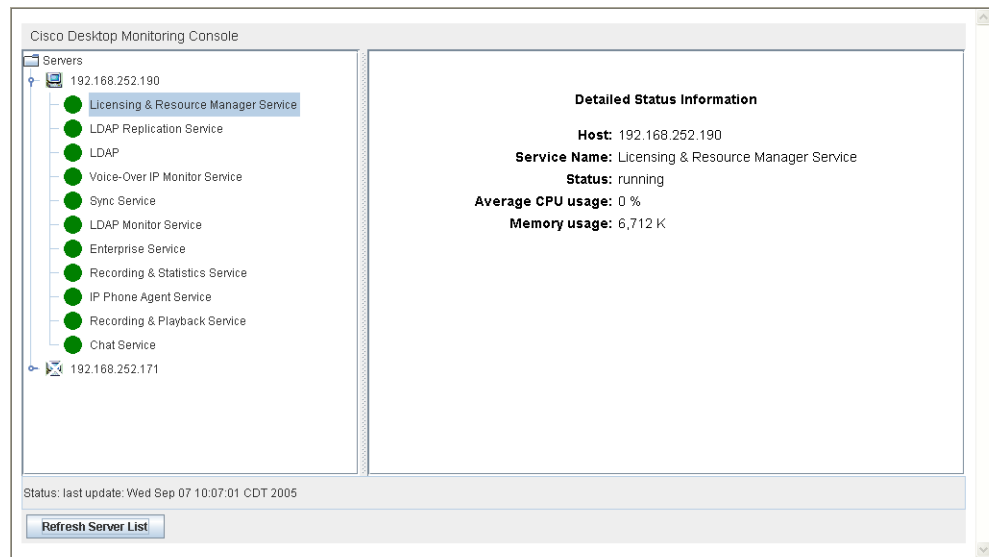 Cisco Desktop Monitoring Console
Servers
192.168.252.190
Licensing & Resource Manager Service
LDAP Replication Service
LDAP
Voice-Over IP Monitor Service
Sync Service
LDAP Monitor Service
Enterprise Service
Recording & Statistics Service
IP Phone Agent Service
Recording & Playback Service
Chat Service
192.168.252.171
Detailed Status Information
Host: 192.168.252.190
Service Name: Licensing & Resource Manager Service
Status: running
Average CPU usage: 0 %
Memory usage: 6,712 K
Status: last update: Wed Sep 07 10:07:01 CDT 2005
Refresh Server List